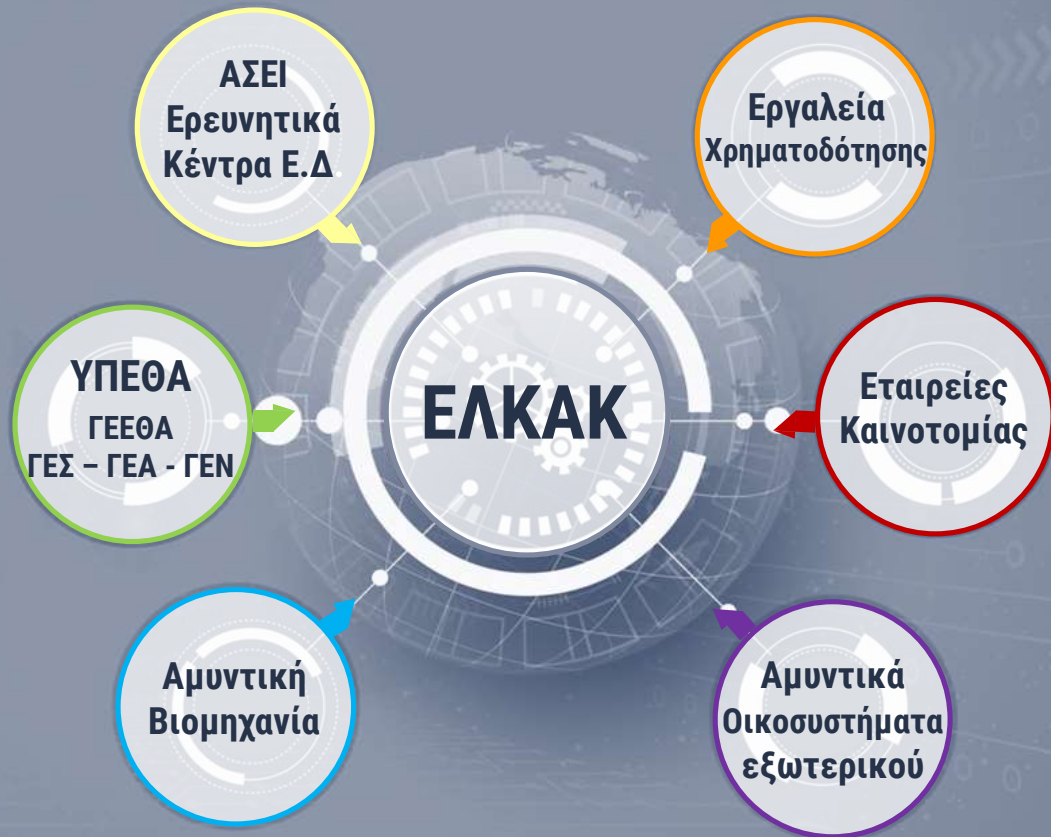 ΑΣΕΙ
Ερευνητικά
Κέντρα Ε.Δ.
Εργαλεία
Χρηματοδότησης
ΥΠΕΘΑ
ΓΕΕΘΑ
ΓΕΣ – ΓΕΑ - ΓΕΝ
ΕΛΚΑΚ
Εταιρείες
Καινοτομίας
Αμυντική
Βιομηχανία
Αμυντικά
Οικοσυστήματα
εξωτερικού